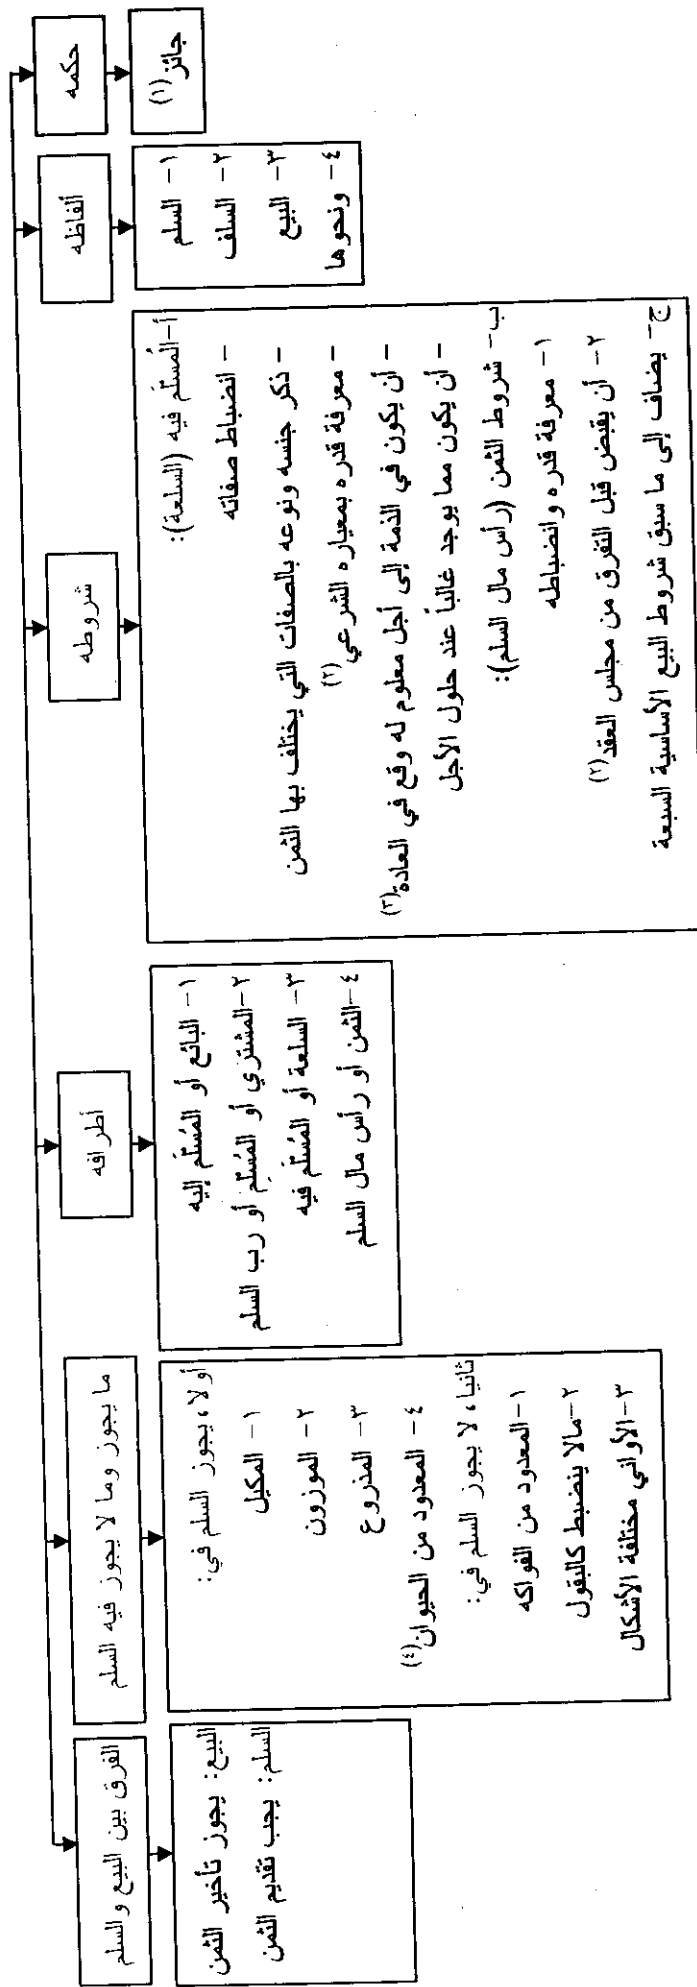 حكمه
جائز (١)
ألفاظه
١- السلم
٢- السلف
٣- البيع
٤- ونحوها
شروطه
أ-المُسْلَم فيه (السلعة):
- انضباط صفاته
- ذكر جنسه ونوعه بالصفات التي يختلف بها الثمن
- معرفة قدره بمعياره الشرعي (٢)
- أن يكون في الذمة إلى أجل معلوم له وقع في العادة (٣)
- أن يكون مما يوجد غالباً عند حلول الأجل
ب- شروط الثمن (رأس مال السلم):
١- معرفة قدره وانضباطه
٢- أن يقبض قبل التفرق من مجلس العقد (٢)
ج- يضاف إلى ما سبق شروط البيع الأساسية السبعة
أطرافه
١- البائع أو المُسْلَم إليه
٢-المشتري أو المُسْلِم أو رب السلم
٣- السلعة أو المُسْلَم فيه
٤-الثمن أو رأس مال السلم
ما يجوز وما لا يجوز فيه السلم
أولا، يجوز السلم في:
١- المكيل
٢- الموزون
٣- المذروع
٤- المعدود من الحيوان (٤)
ثانيا، لا يجوز السلم في:
١-المعدود من الفواكه
٢-مالا ينضبط كالبقول
٣-الأواني مختلفة الأشكال
الفرق بين البيع والسلم
البيع: يجوز تأخير الثمن
السلم: يجب تقديم الثمن